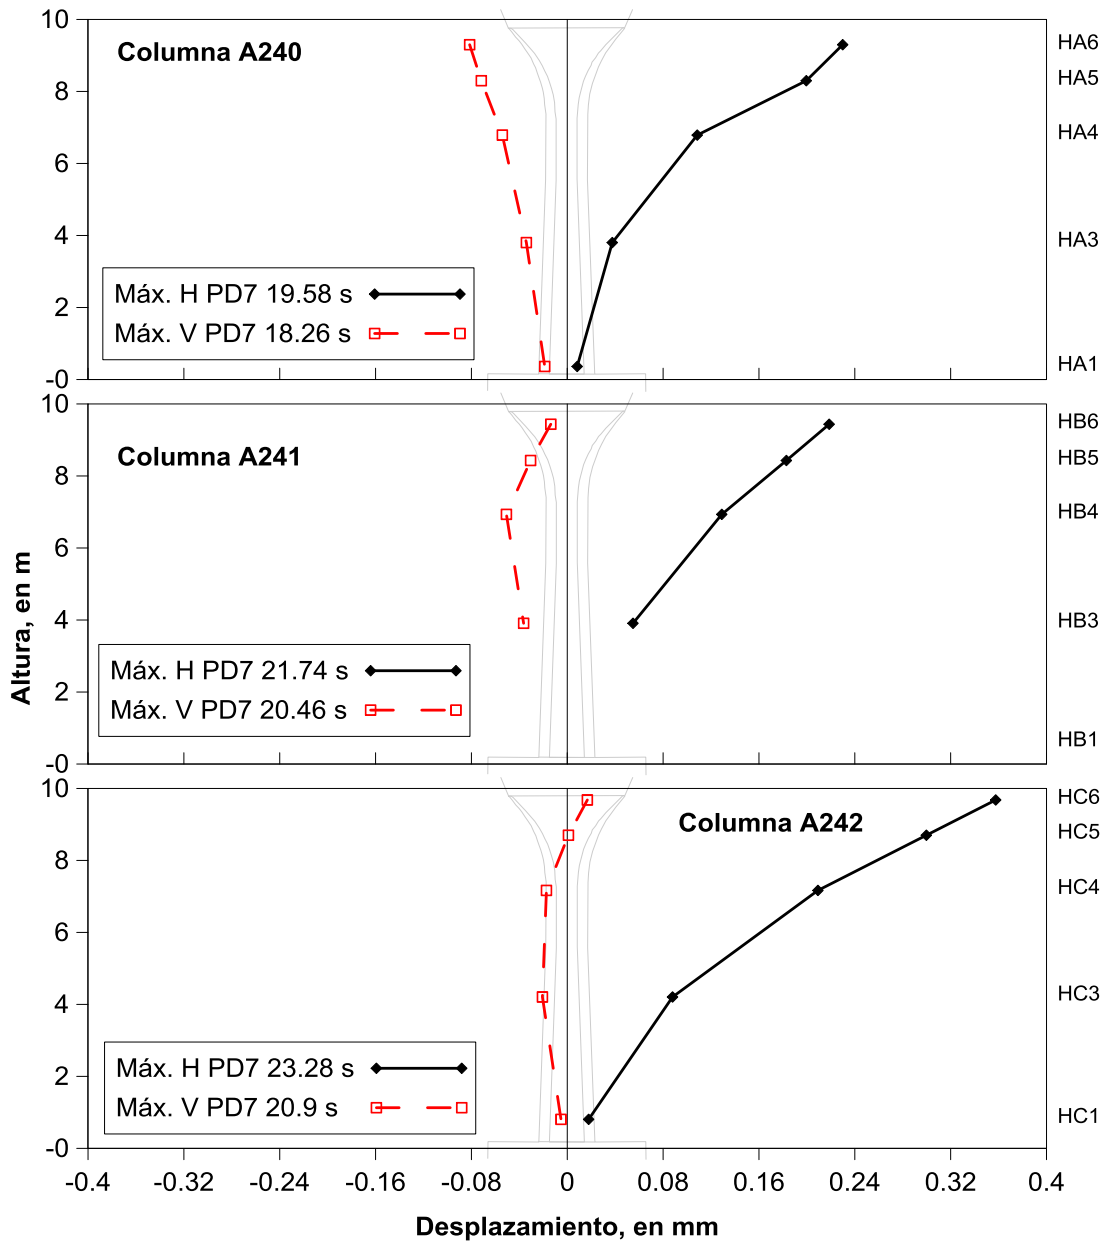 10
8
6
4
2
-0
Columna A240
Máx. H PD7 19.58 s
Máx. V PD7 18.26 s
HA6
HA5
HA4
HA3
HA1
10
8
6
4
2
-0
Columna A241
Máx. H PD7 21.74 s
Máx. V PD7 20.46 s
HB6
HB5
HB4
HB3
HB1
Altura, en m
10
8
6
4
2
-0
Columna A242
Máx. H PD7 23.28 s
Máx. V PD7 20.9 s
HC6
HC5
HC4
HC3
HC1
-0.4 -0.32 -0.24 -0.16 -0.08 0 0.08 0.16 0.24 0.32 0.4
Desplazamiento, en mm